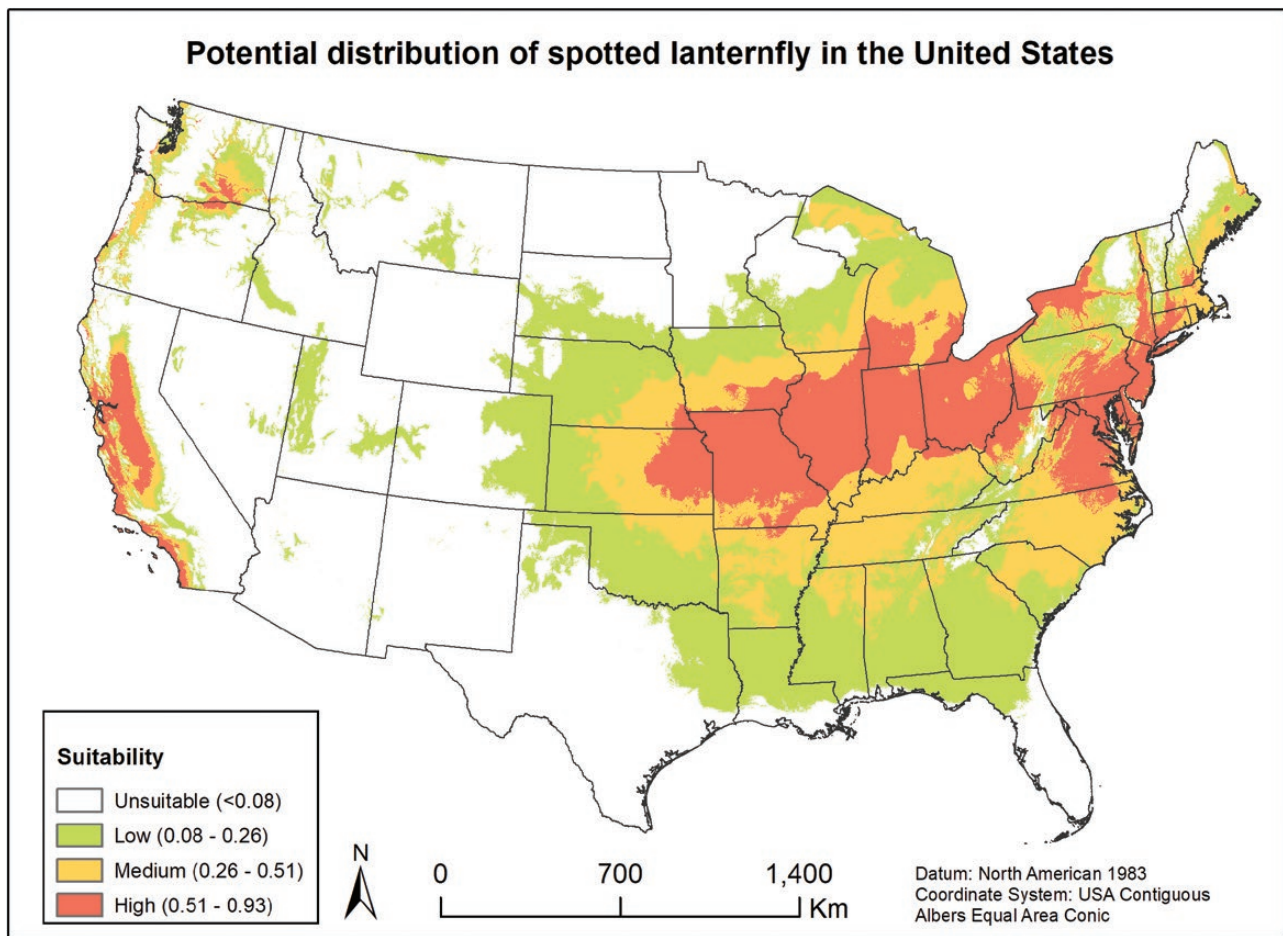 Potential distribution of spotted lanternfly in the United States
Suitability
Unsuitable (<0.08)
Low (0.08 - 0.26)
Medium (0.26 - 0.51)
High (0.51 - 0.93)
N
0 700 1,400
Km
Datum: North American 1983
Coordinate System: USA Contiguous
Albers Equal Area Conic